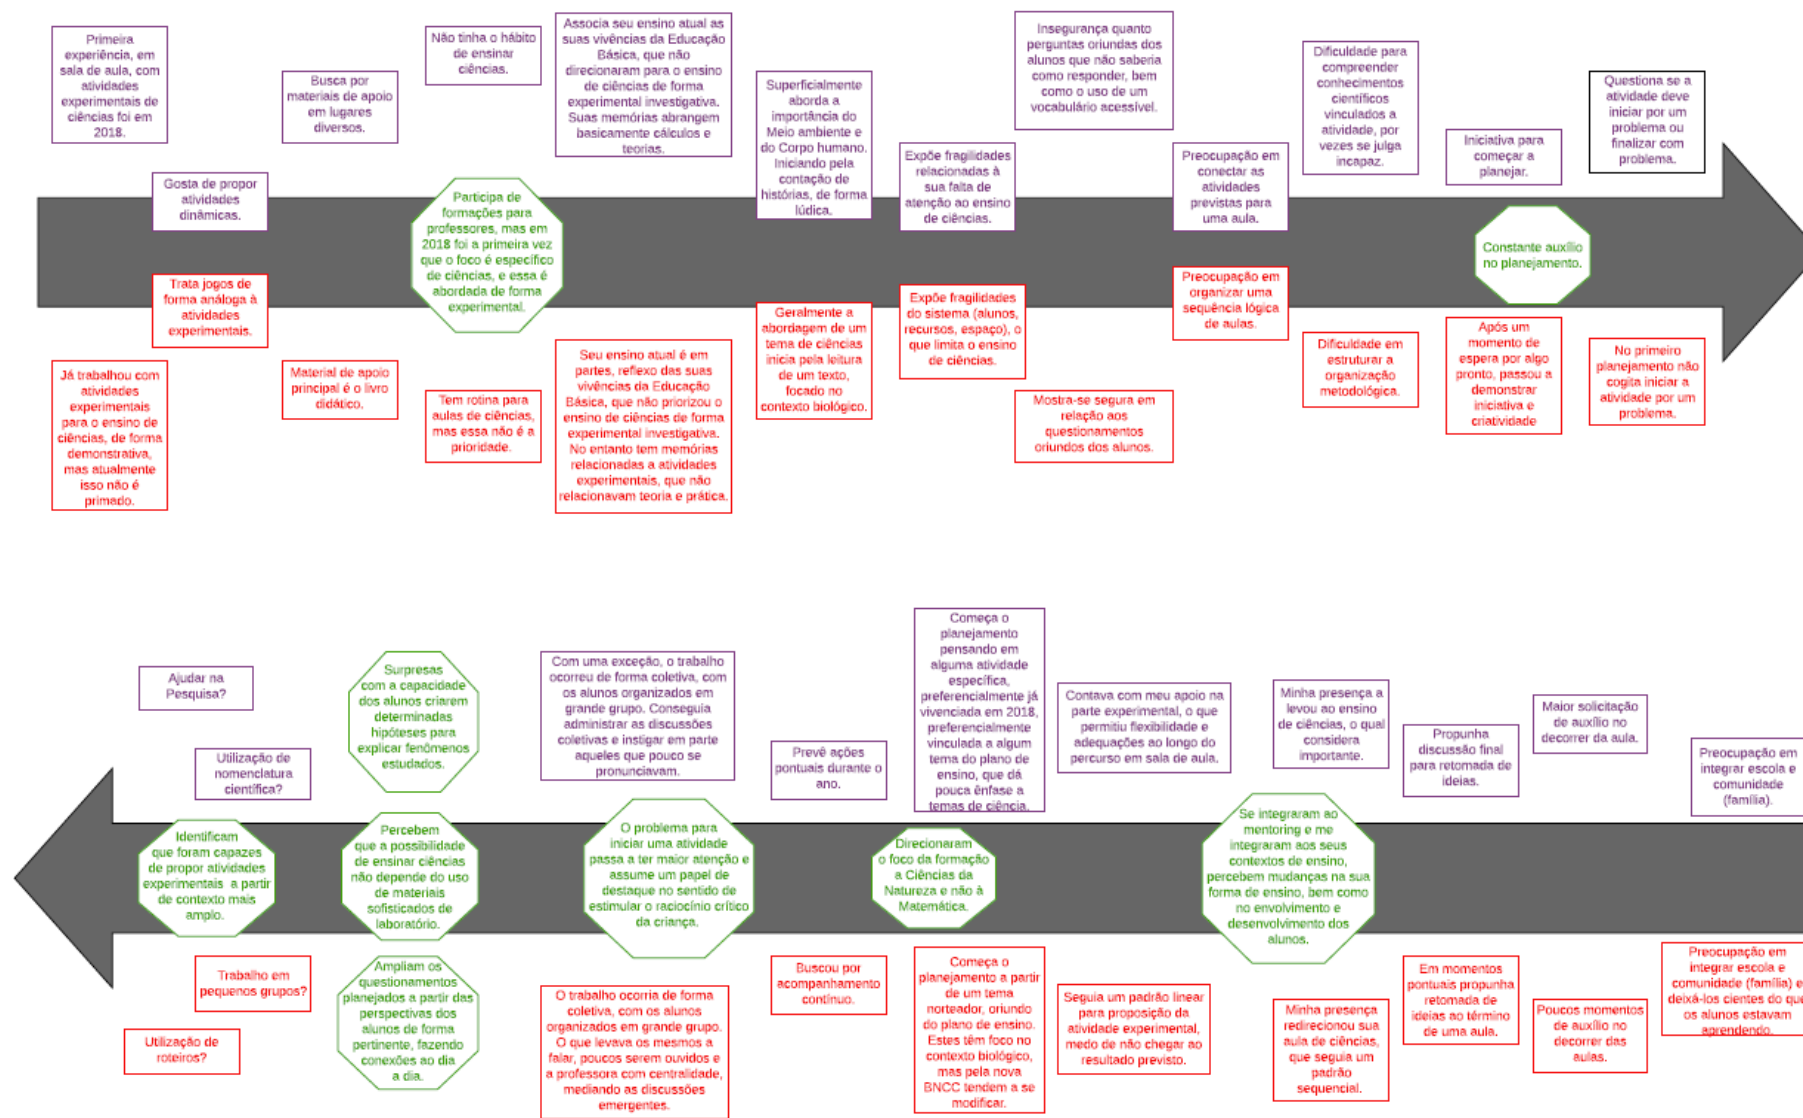 Primeira
experiência, em
sala de aula, com
atividades
experimentais de
ciências foi em
2018.
Gosta de propor
atividades
dinâmicas.
Busca por
materiais de apoio
em lugares
diversos.
Não tinha o hábito
de ensinar
ciências.
Associa seu ensino atual as
suas vivências da Educação
Básica, que não
direcionaram para o ensino
de ciências de forma
experimental investigativa.
Suas memórias abrangem
basicamente cálculos e
teorias.
Superficialmente
aborda a
importância do
Meio ambiente e
do Corpo humano.
Iniciando pela
contação de
histórias, de forma
lúdica.
Expõe fragilidades
relacionadas à
sua falta de
atenção ao ensino
de ciências.
Insegurança quanto
perguntas oriundas dos
alunos que não saberia
como responder, bem
como o uso de um
vocabulário acessível.
Preocupação em
conectar as
atividades
previstas para
uma aula.
Dificuldade para
compreender
conhecimentos
científicos
vinculados a
atividade, por
vezes se julga
incapaz.
Iniciativa para
começar a
planejar.
Questiona se a
atividade deve
iniciar por um
problema ou
finalizar com
problema.
Participa de
formações para
professores, mas em
2018 foi a primeira vez
que o foco é específico
de ciências, e essa é
abordada de forma
experimental.
Constante auxílio
no planejamento.
Já trabalhou com
atividades
experimentais
para o ensino de
ciências, de forma
demonstrativa,
mas atualmente
isso não é
primado.
Trata jogos de
forma análoga à
atividades
experimentais.
Material de apoio
principal é o livro
didático.
Tem rotina para
aulas de ciências,
mas essa não é a
prioridade.
Seu ensino atual é em
partes, reflexo das suas
vivências da Educação
Básica, que não priorizou o
ensino de ciências de forma
experimental investigativa.
No entanto tem memórias
relacionadas a atividades
experimentais, que não
relacionavam teoria e prática.
Geralmente a
abordagem de um
tema de ciências
inicia pela leitura
de um texto,
focado no
contexto biológico.
Expõe fragilidades
do sistema (alunos,
recursos, espaço), o
que limita o ensino
de ciências.
Mostra-se segura em
relação aos
questionamentos
oriundos dos alunos.
Preocupação em
organizar uma
sequência lógica
de aulas.
Dificuldade em
estruturar a
organização
metodológica.
Após um
momento de
espera por algo
pronto, passou a
demonstrar
iniciativa e
criatividade
No primeiro
planejamento não
cogita iniciar a
atividade por um
problema.
Ajudar na
Pesquisa?
Utilização de
nomenclatura
científica?
Surpresas
com a capacidade
dos alunos criarem
determinadas
hipóteses para
explicar fenômenos
estudados.
Com uma exceção, o trabalho
ocorreu de forma coletiva, com
os alunos organizados em
grande grupo. Conseguia
administrar as discussões
coletivas e instigar em parte
aqueles que pouco se
pronunciavam.
Prevê ações
pontuais durante o
ano.
Começa o
planejamento
pensando em
alguma atividade
específica,
preferencialmente já
vivenciada em 2018,
preferencialmente
vinculada a algum
tema do plano de
ensino, que dá
pouca ênfase a
temas de ciência.
Contava com meu apoio na
parte experimental, o que
permitiu flexibilidade e
adequações ao longo do
percurso em sala de aula.
Minha presença a
levou ao ensino
de ciências, o qual
considera
importante.
Propunha
discussão final
para retomada de
ideias.
Maior solicitação
de auxílio no
decorrer da aula.
Preocupação em
integrar escola e
comunidade
(família).
Identificam
que foram capazes
de propor atividades
experimentais a partir
de contexto mais
amplo.
Percebem
que a possibilidade
de ensinar ciências
não depende do uso
de materiais
sofisticados de
laboratório.
O problema para
iniciar uma atividade
passa a ter maior atenção e
assume um papel de
destaque no sentido de
estimular o raciocínio crítico
da criança.
Direcionaram
o foco da formação
a Ciências da
Natureza e não à
Matemática.
Se integraram ao
mentoring e me
integraram aos seus
contextos de ensino,
percebem mudanças na sua
forma de ensino, bem como
no envolvimento e
desenvolvimento dos
alunos.
Utilização de
roteiros?
Trabalho em
pequenos grupos?
Ampliam os
questionamentos
planejados a partir das
perspectivas dos
alunos de forma
pertinente, fazendo
conexões ao dia
a dia.
O trabalho ocorria de forma
coletiva, com os alunos
organizados em grande grupo.
O que levava os mesmos a
falar, poucos serem ouvidos e
a professora com centralidade,
mediando as discussões
emergentes.
Buscou por
acompanhamento
contínuo.
Começa o
planejamento a partir
de um tema
norteador, oriundo
do plano de ensino.
Estes têm foco no
contexto biológico,
mas pela nova
BNCC tendem a se
modificar.
Seguia um padrão linear
para proposição da
atividade experimental,
medo de não chegar ao
resultado previsto.
Minha presença
redirecionou sua
aula de ciências,
que seguia um
padrão
sequencial.
Em momentos
pontuais propunha
retomada de
ideias ao término
de uma aula.
Poucos momentos
de auxílio no
decorrer das
aulas.
Preocupação em
integrar escola e
comunidade (família) e
deixá-los cientes do que
os alunos estavam
aprendendo.